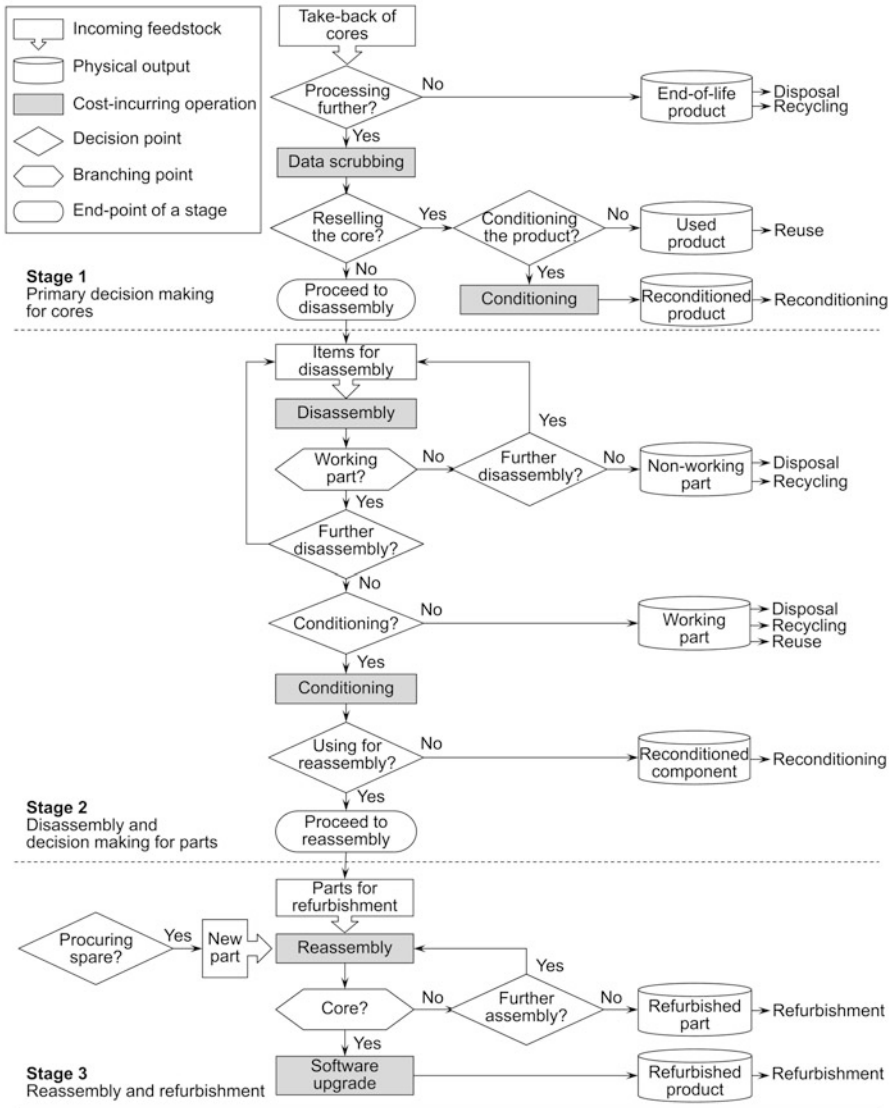 Incoming feedstock
Physical output
Cost-incurring operation
Decision point
Branching point
End-point of a stage
Take-back of
cores
Processing
further?
No
End-of-life
product
Disposal
Recycling
Yes
Data scrubbing
Reselling
the core?
Yes
Conditioning
the product?
No
Used
product
Reuse
No
Yes
Stage 1
Primary decision making
for cores
Proceed to
disassembly
Conditioning
Reconditioned
product
Reconditioning
Items for
disassembly
Disassembly
Yes
Working
part?
No
Further
disassembly?
No
Non-working
part
Disposal
Recycling
Yes
Further
disassembly?
No
Conditioning?
No
Working
part
Disposal
Recycling
Reuse
Yes
Conditioning
Using for
reassembly?
No
Reconditioned
component
Reconditioning
Yes
Stage 2
Disassembly and
decision making for parts
Proceed to
reassembly
Parts for
refurbishment
Procuring
spare?
Yes
New
part
Reassembly
Yes
Core?
No
Further
assembly?
No
Refurbished
part
Refurbishment
Yes
Stage 3
Reassembly and refurbishment
Software
upgrade
Refurbished
product
Refurbishment